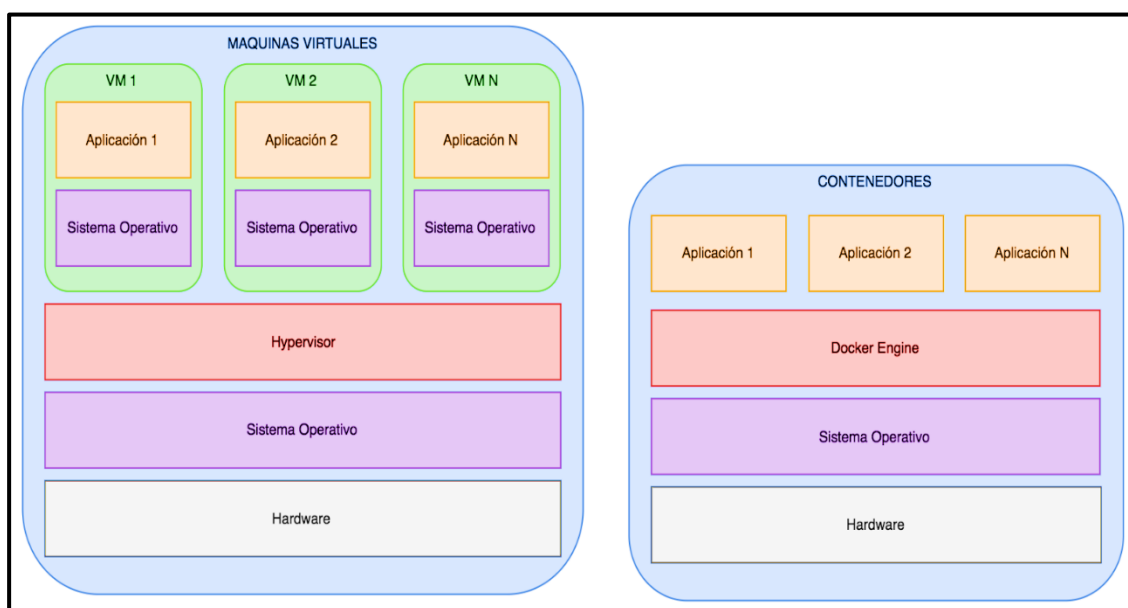 MAQUINAS VIRTUALES
VM 1
VM 2
VM N
Aplicación 1
Aplicación 2
Aplicación N
Sistema Operativo
Sistema Operativo
Sistema Operativo
Hypervisor
Sistema Operativo
Hardware
CONTENEDORES
Aplicación 1
Aplicación 2
Aplicación N
Docker Engine
Sistema Operativo
Hardware